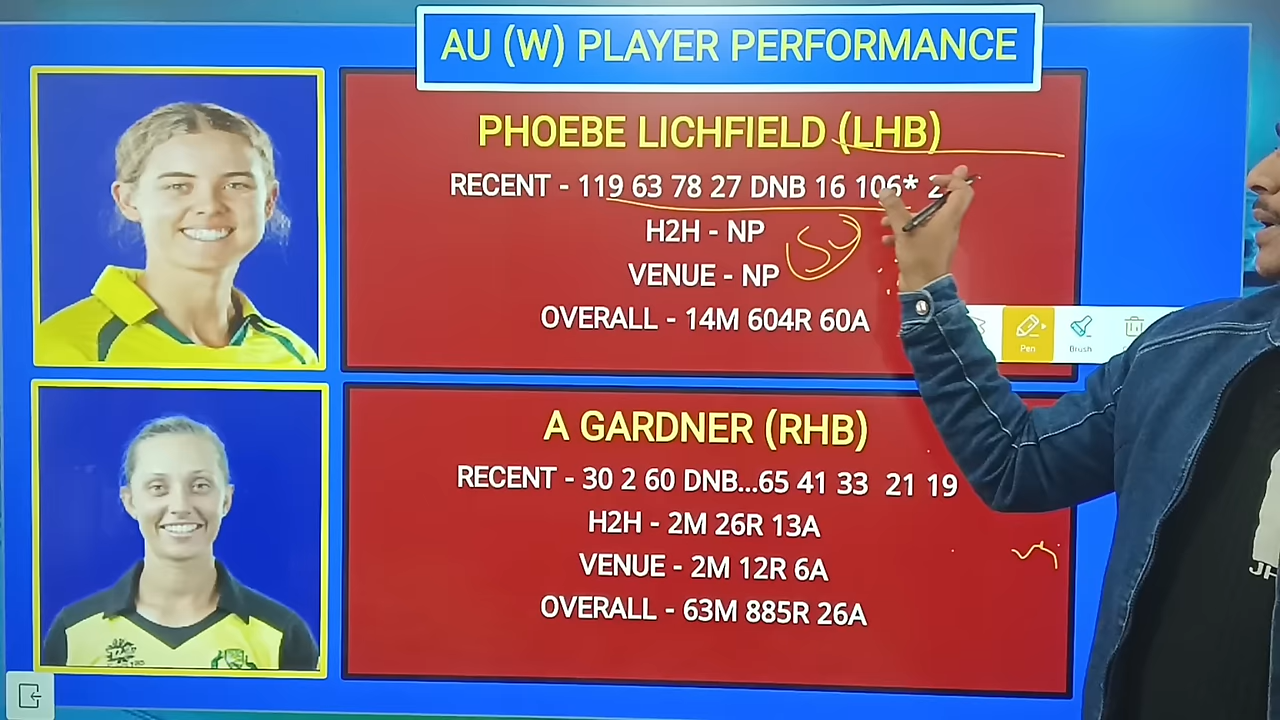 AU (W) PLAYER PERFORMANCE
PHOEBE LICHFIELD (LHB)
RECENT - 119 63 78 27 DNB 16 106*
H2H - NP
VENUE - NP
OVERALL - 14M 604R 60A
Pen
Brush
A GARDNER (RHB)
RECENT - 30 2 60 DNB...65 41 33 21 19
H2H - 2M 26R 13A
VENUE - 2M 12R 6A
OVERALL - 63M 885R 26A